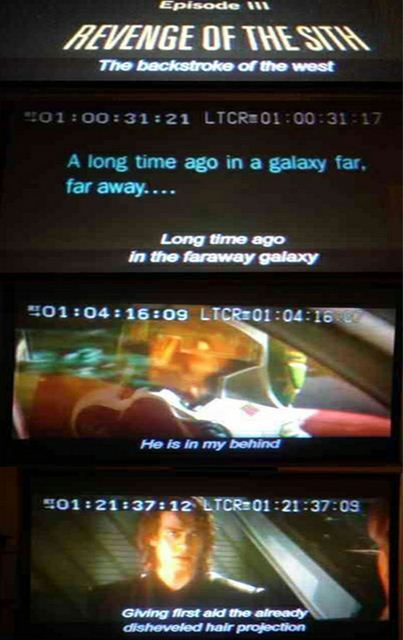 Episode III
REVENGE OF THE SITH
The backstroke of the west
01:00:31:21 LTCR 01:00:31:17
A long time ago in a galaxy far,
far away....
Long time ago
in the faraway galaxy
01:04:16:09 LTCR 01:04:16
He is in my behind
01:21:37:12 LTCR 01:21:37:09
Giving first aid the already
disheveled hair projection